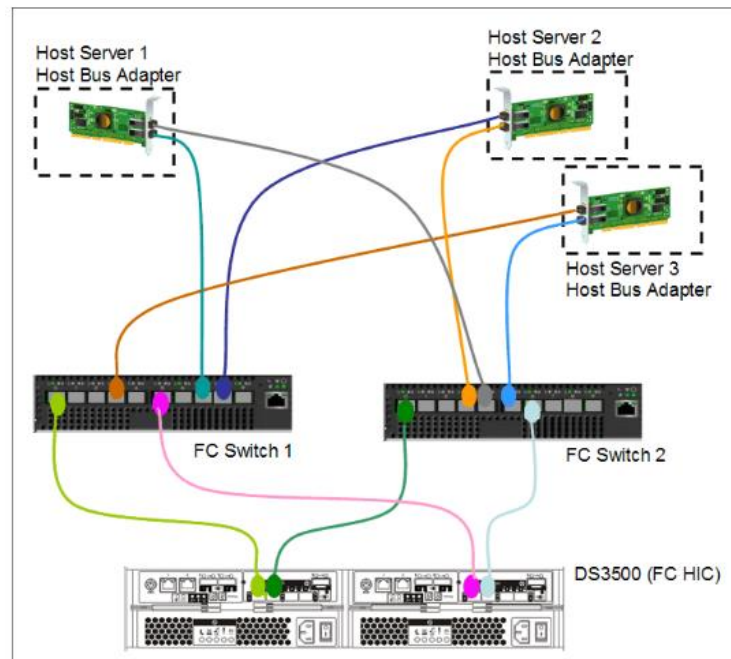 Host Server 1
Host Bus Adapter
Host Server 2
Host Bus Adapter
Host Server 3
Host Bus Adapter
FC Switch 1
FC Switch 2
DS3500 (FC HIC)